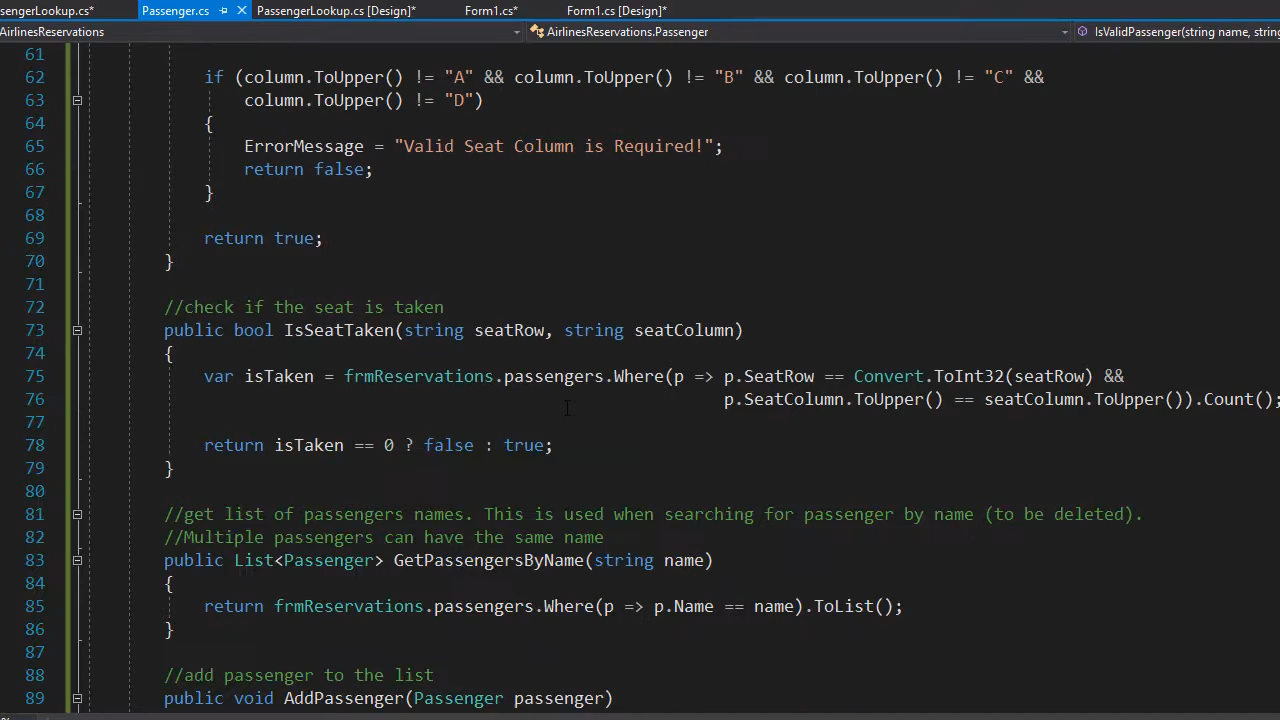 sengerLookup.cs* Passenger.cs PassengerLookup.cs [Design]* Form1.cs* Form1.cs [Design]*
AirlinesReservations AirlinesReservations.Passenger IsValidPassenger(string name, string
61
62 if (column.ToUpper() != "A" && column.ToUpper() != "B" && column.ToUpper() != "C" &&
63 column.ToUpper() != "D")
64 {
65 ErrorMessage = "Valid Seat Column is Required!";
66 return false;
67 }
68
69 return true;
70 }
71
72 //check if the seat is taken
73 public bool IsSeatTaken(string seatRow, string seatColumn)
74 {
75 var isTaken = frmReservations.passengers.Where(p => p.SeatRow == Convert.ToInt32(seatRow) &&
76 p.SeatColumn.ToUpper() == seatColumn.ToUpper()).Count();
77
78 return isTaken == 0 ? false : true;
79 }
80
81 //get list of passengers names. This is used when searching for passenger by name (to be deleted).
82 //Multiple passengers can have the same name
83 public List<Passenger> GetPassengersByName(string name)
84 {
85 return frmReservations.passengers.Where(p => p.Name == name).ToList();
86 }
87
88 //add passenger to the list
89 public void AddPassenger(Passenger passenger)